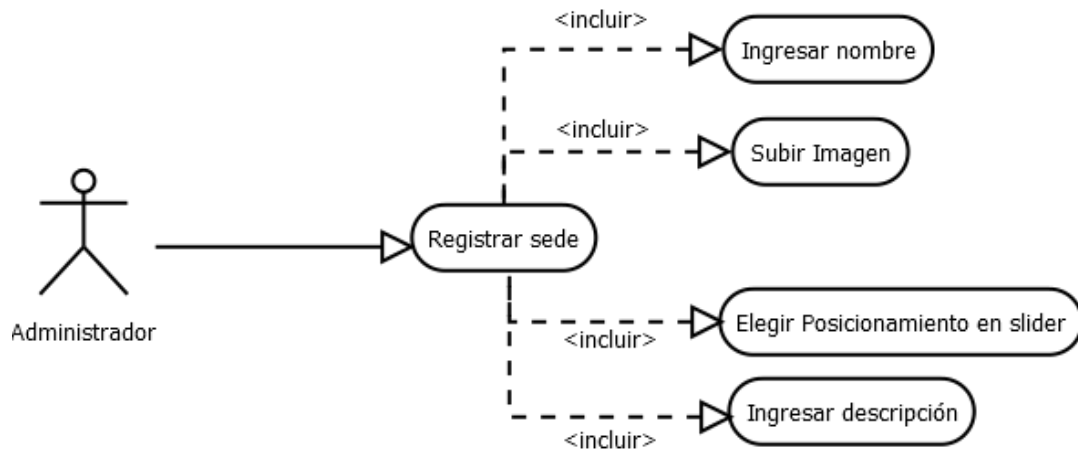 <incluir>
Ingresar nombre
<incluir>
Subir Imagen
Registrar sede
Administrador
Elegir Posicionamiento en slider
<incluir>
Ingresar descripción
<incluir>